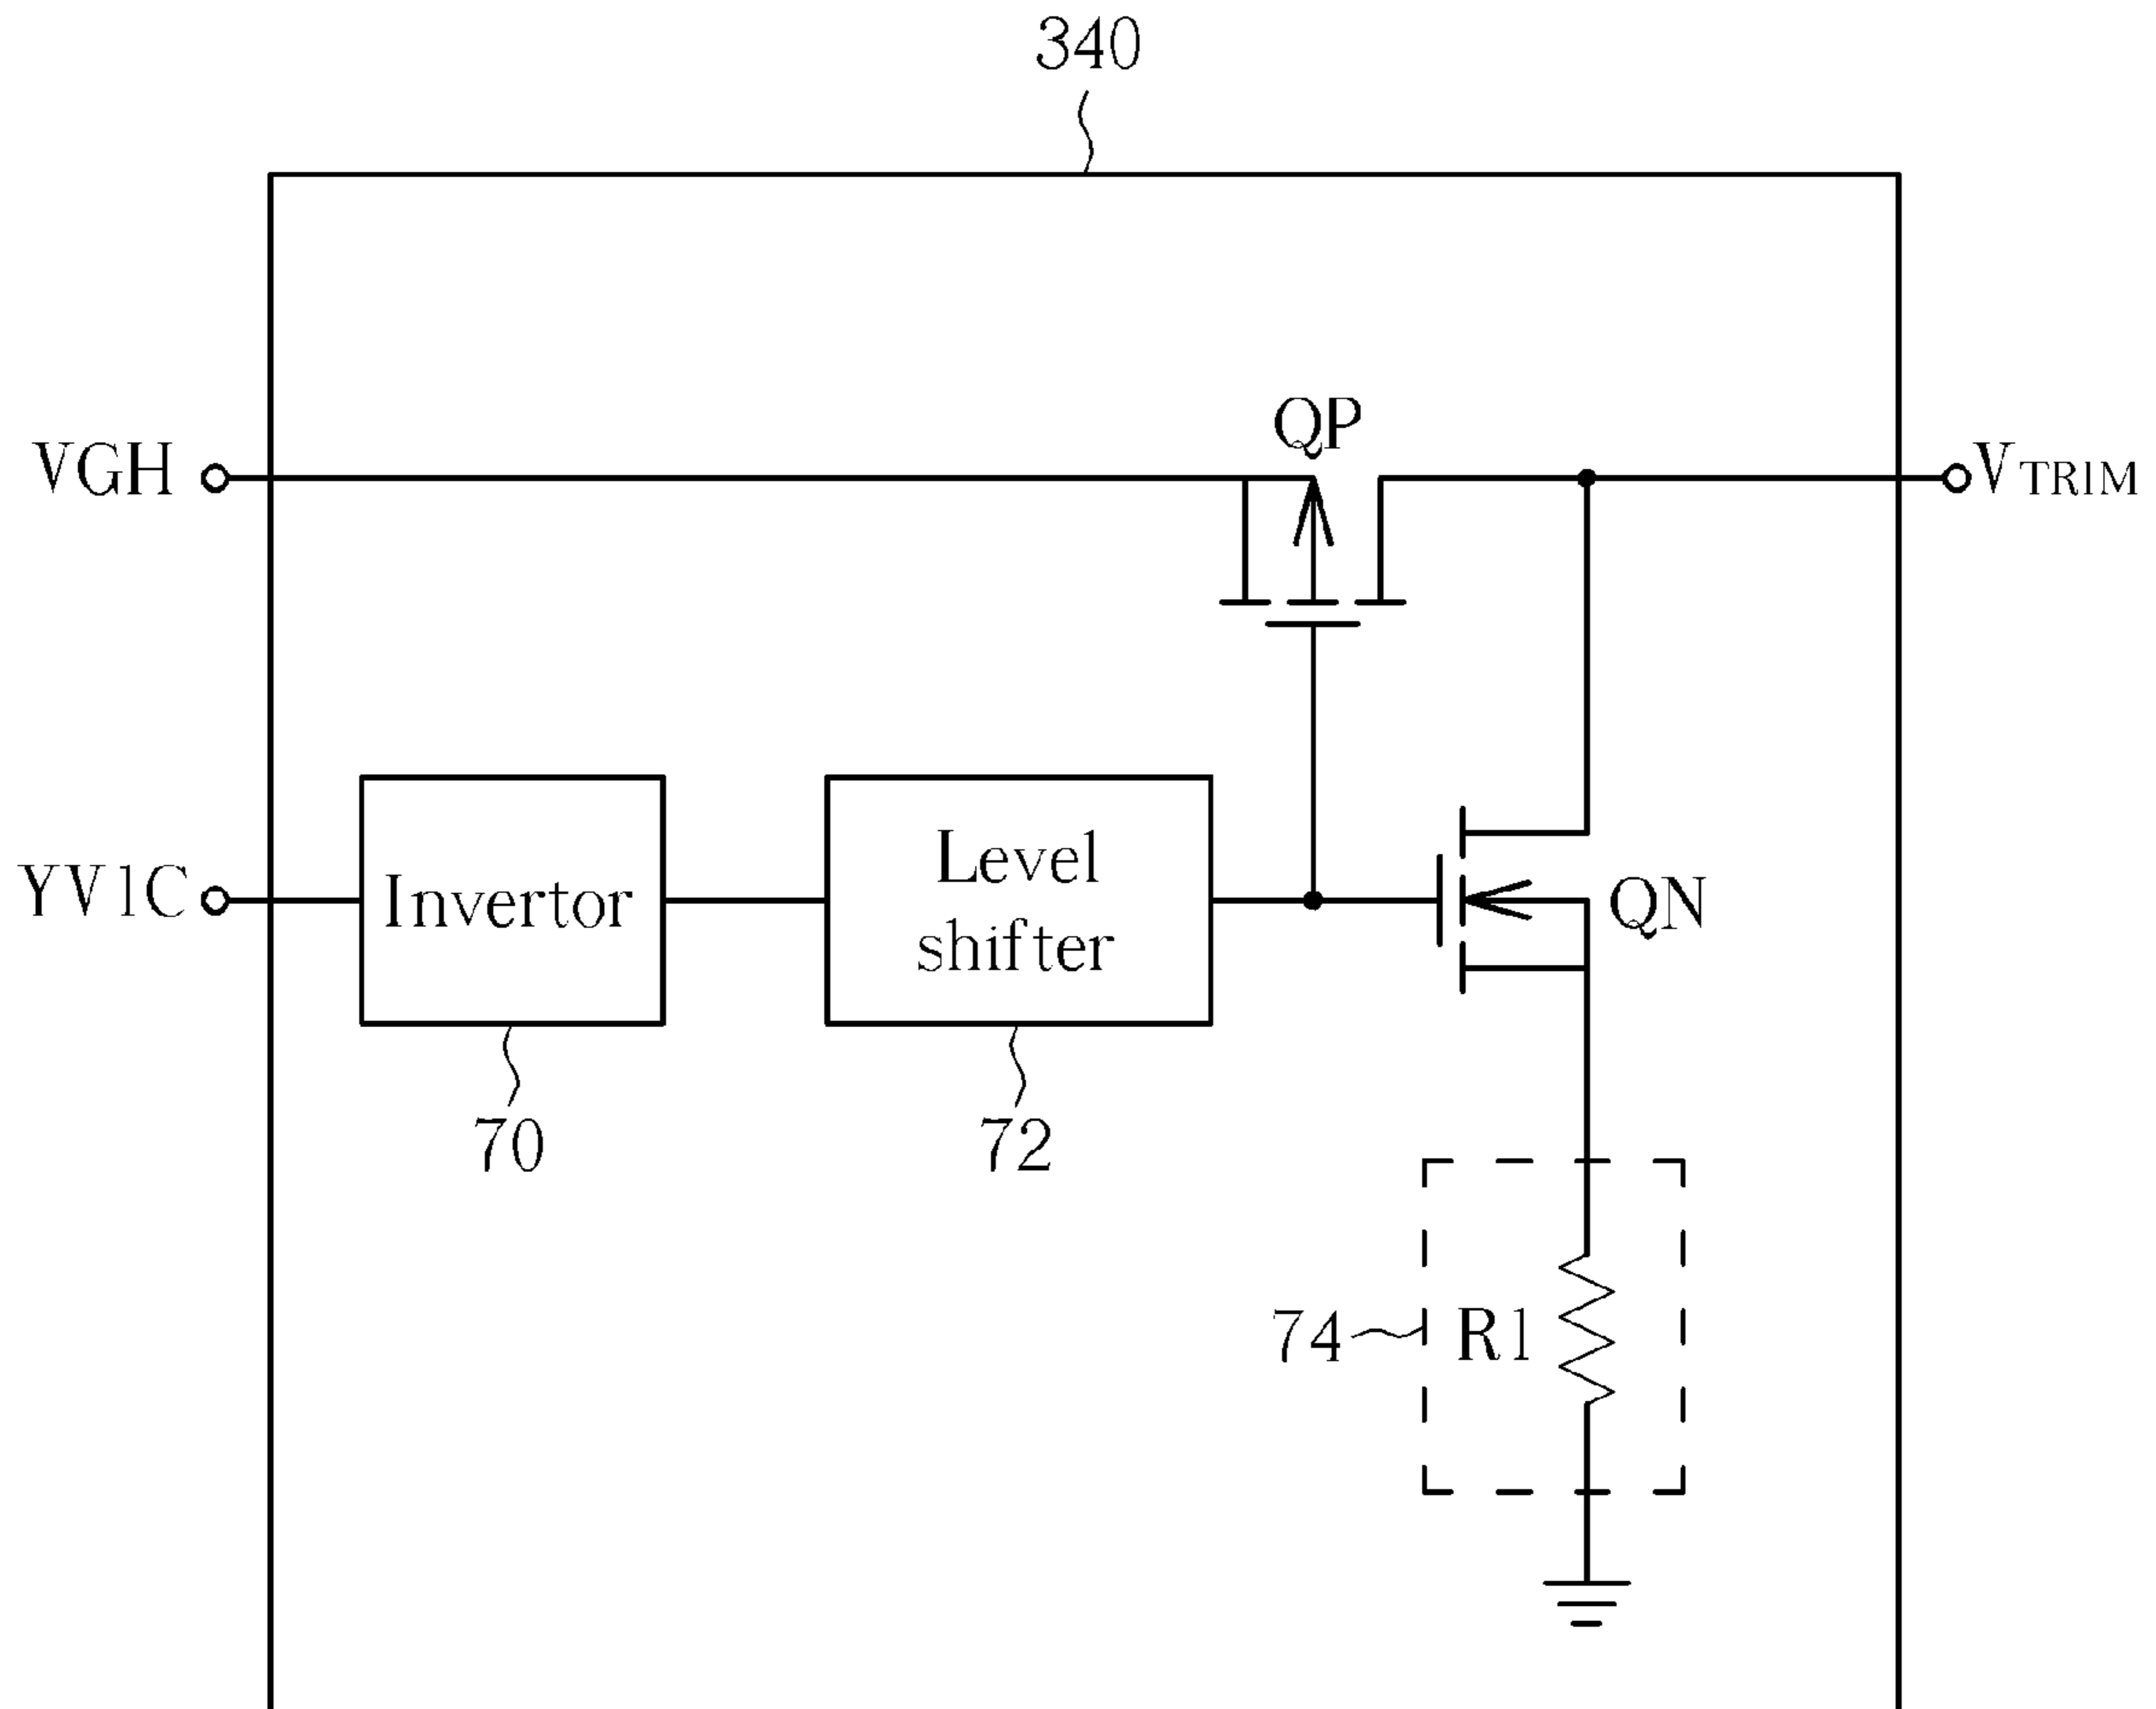 340
QP
VGH
VTRIM
YV1C
Invertor
Level
shifter
QN
70
72
74
R1